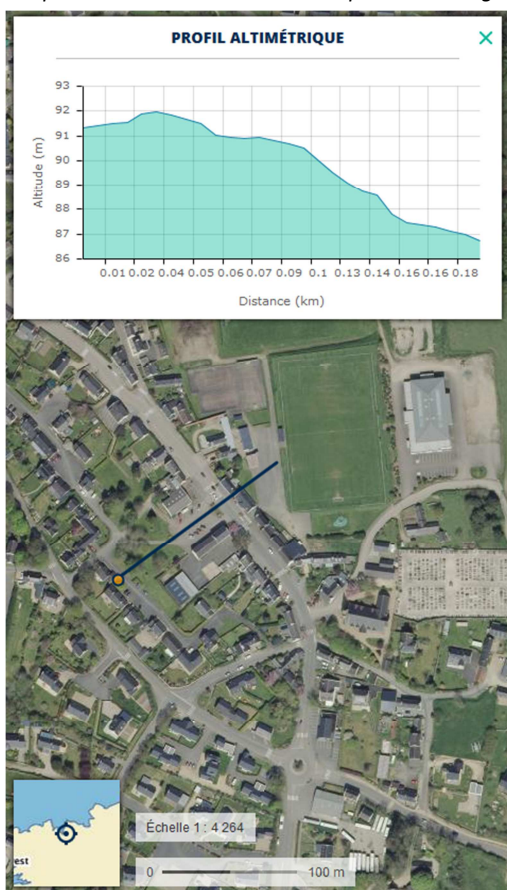 PROFIL ALTIMÉTRIQUE ×
93
92
91
90
89
88
87
86
Altitude (m)
0.01 0.02 0.04 0.05 0.06 0.07 0.09 0.1 0.13 0.14 0.16 0.16 0.18
Distance (km)
est
Échelle 1 : 4 264
0 100 m